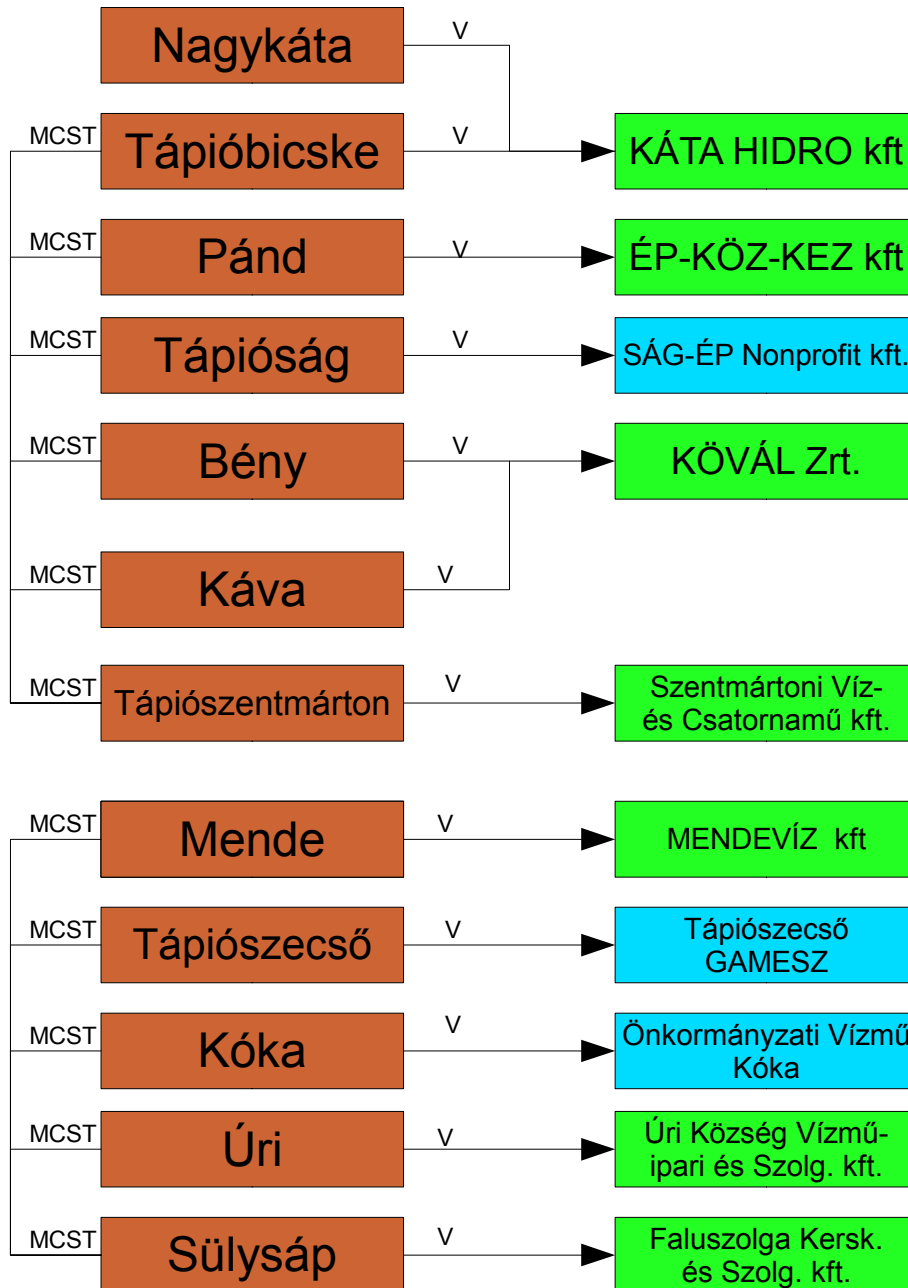 Nagykáta V
MCST Tápióbicske V KÁTA HIDRO kft
MCST Pánd V ÉP-KÖZ-KEZ kft
MCST Tápióság V SÁG-ÉP Nonprofit kft.
MCST Bény V KÖVÁL Zrt.
MCST Káva V
MCST Tápiószentmárton V Szentmártoni Víz-
és Csatornamű kft.
MCST Mende V MENDEVÍZ kft
MCST Tápiószecső V Tápiószecső
GAMESZ
MCST Kóka V Önkormányzati Vízmű
Kóka
MCST Úri V Úri Község Vízmű-
ipari és Szolg. kft.
MCST Sülysáp V Faluszolga Kersk.
és Szolg. kft.